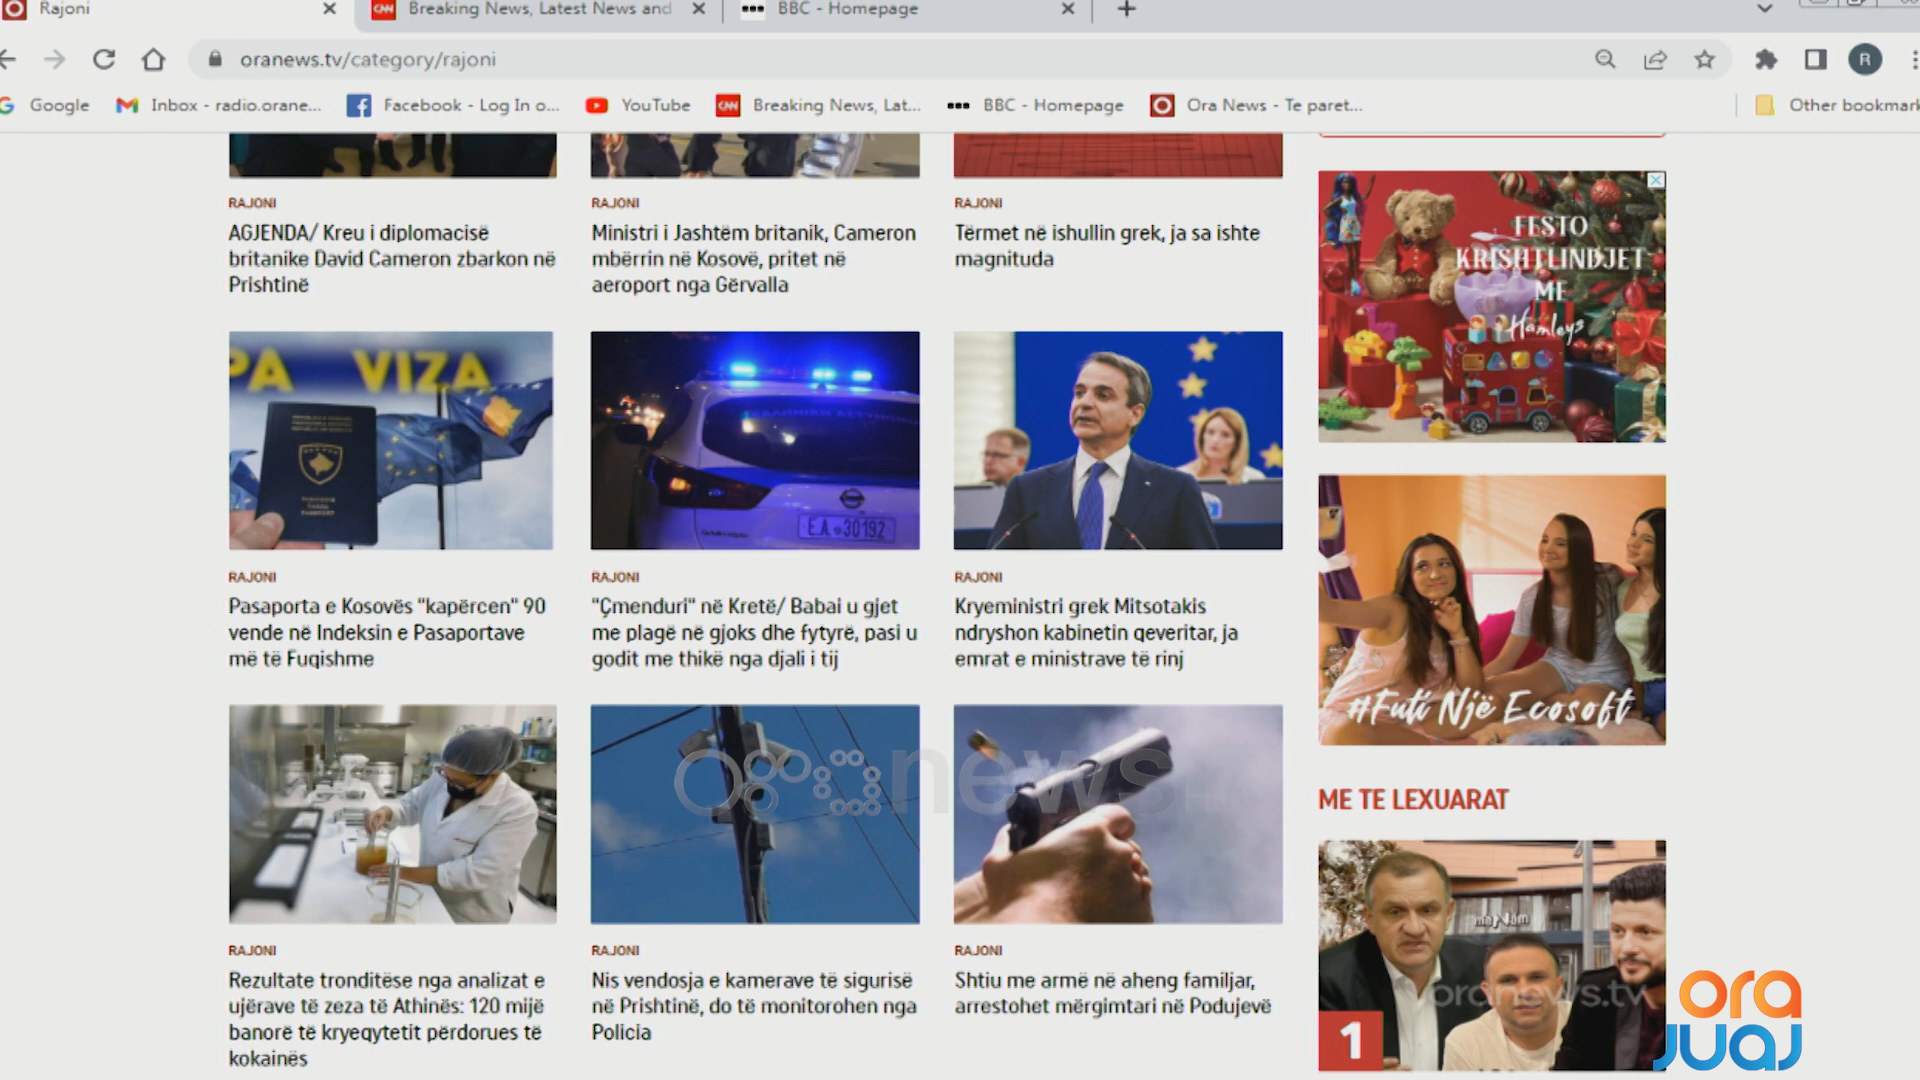 Rajoni
CNN
Breaking News, Latest News and
BBC - Homepage
oranews.tv/category/rajoni
R
Google
Inbox - radio.orane...
Facebook - Log In o...
YouTube
CNN
Breaking News, Lat...
BBC - Homepage
Ora News - Te paret...
Other bookmark
RAJONI
AGJENDA/ Kreu i diplomacisë
britanike David Cameron zbarkon në
Prishtinë
RAJONI
Ministri i Jashtëm britanik, Cameron
mbërrin në Kosovë, pritet në
aeroport nga Gërvalla
RAJONI
Tërmet në ishullin grek, ja sa ishte
magnituda
FESTO
KRISHTLINDJET
ME
Hamleys
PA VIZA
PASAPORT
E.A 30192
RAJONI
Pasaporta e Kosovës "kapërcen" 90
vende në Indeksin e Pasaportave
më të Fuqishme
RAJONI
"Çmenduri" në Kretë/ Babai u gjet
me plagë në gjoks dhe fytyrë, pasi u
godit me thikë nga djali i tij
RAJONI
Kryeministri grek Mitsotakis
ndryshon kabinetin qeveritar, ja
emrat e ministrave të rinj
#Futi Një Ecosoft
oranews
ME TE LEXUARAT
RAJONI
Rezultate tronditëse nga analizat e
ujërave të zeza të Athinës: 120 mijë
banorë të kryeqytetit përdorues të
kokainës
RAJONI
Nis vendosja e kamerave të sigurisë
në Prishtinë, do të monitorohen nga
Policia
RAJONI
Shtiu me armë në aheng familjar,
arrestohet mërgimtari në Podujevë
oranews.tv
1
ora
juaj